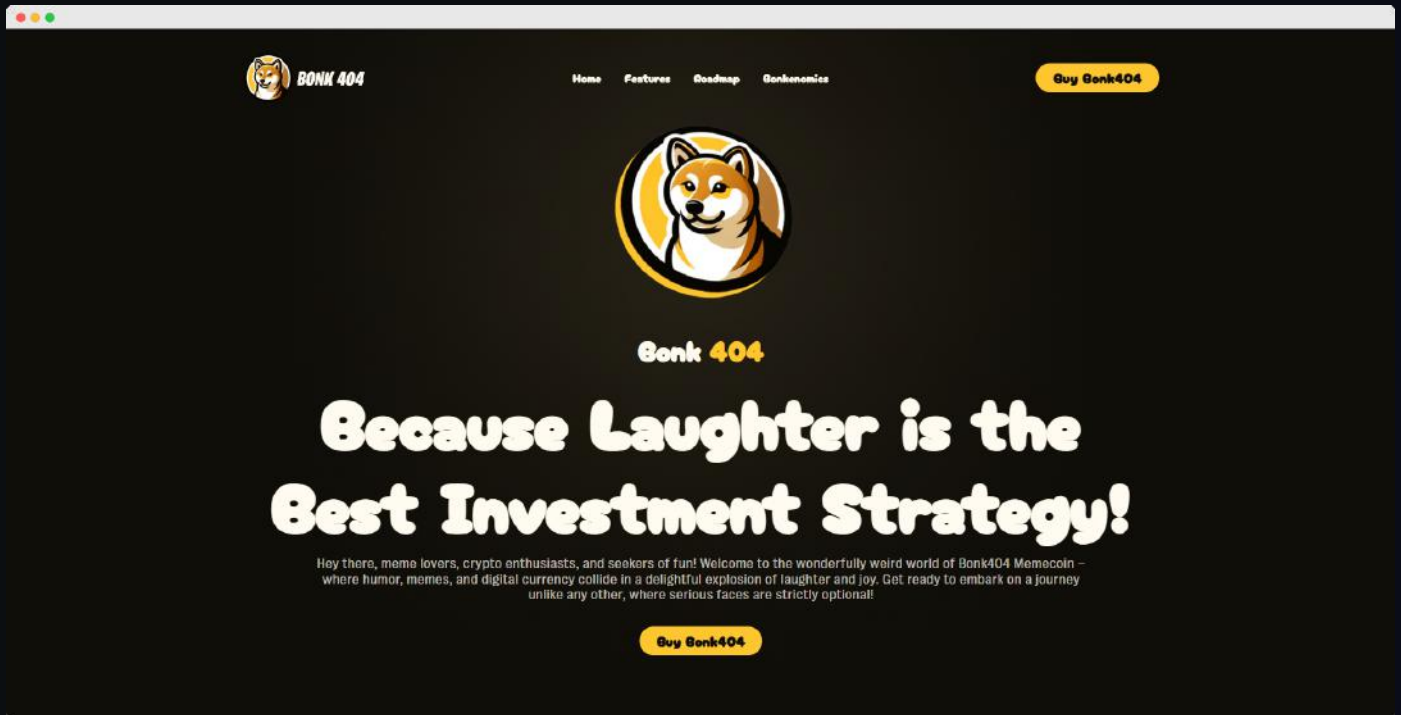 BONK 404
Home Features Roadmap Bonkenomics
Buy Bonk404
Bonk 404
Because Laughter is the
Best Investment Strategy!
Hey there, meme lovers, crypto enthusiasts, and seekers of fun! Welcome to the wonderfully weird world of Bonk404 Memecoin –
where humor, memes, and digital currency collide in a delightful explosion of laughter and joy. Get ready to embark on a journey
unlike any other, where serious faces are strictly optional!
Buy Bonk404